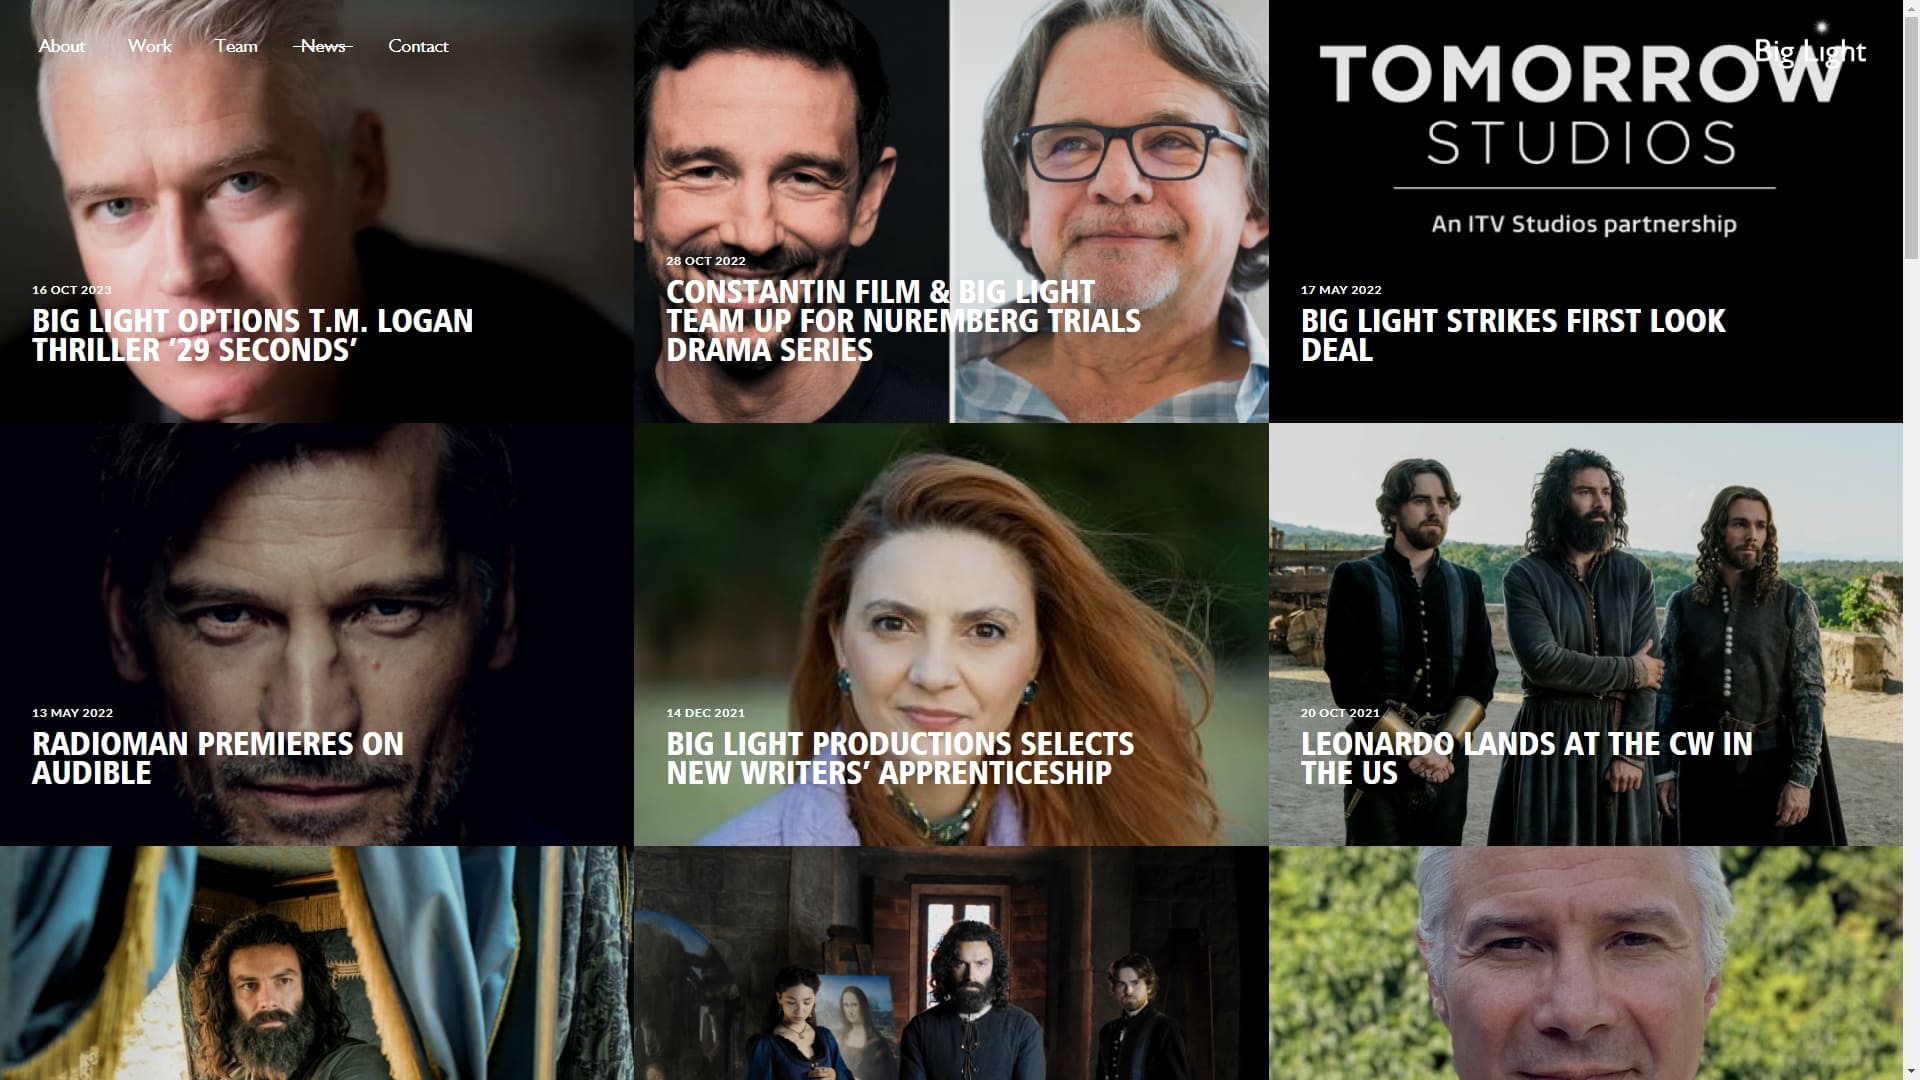 About Work Team News Contact
Big Light
TOMORROW
STUDIOS
An ITV Studios partnership
16 OCT 2023
BIG LIGHT OPTIONS T.M. LOGAN
THRILLER ’29 SECONDS’
28 OCT 2022
CONSTANTIN FILM & BIG LIGHT
TEAM UP FOR NUREMBERG TRIALS
DRAMA SERIES
17 MAY 2022
BIG LIGHT STRIKES FIRST LOOK
DEAL
13 MAY 2022
RADIOMAN PREMIERES ON
AUDIBLE
14 DEC 2021
BIG LIGHT PRODUCTIONS SELECTS
NEW WRITERS’ APPRENTICESHIP
20 OCT 2021
LEONARDO LANDS AT THE CW IN
THE US